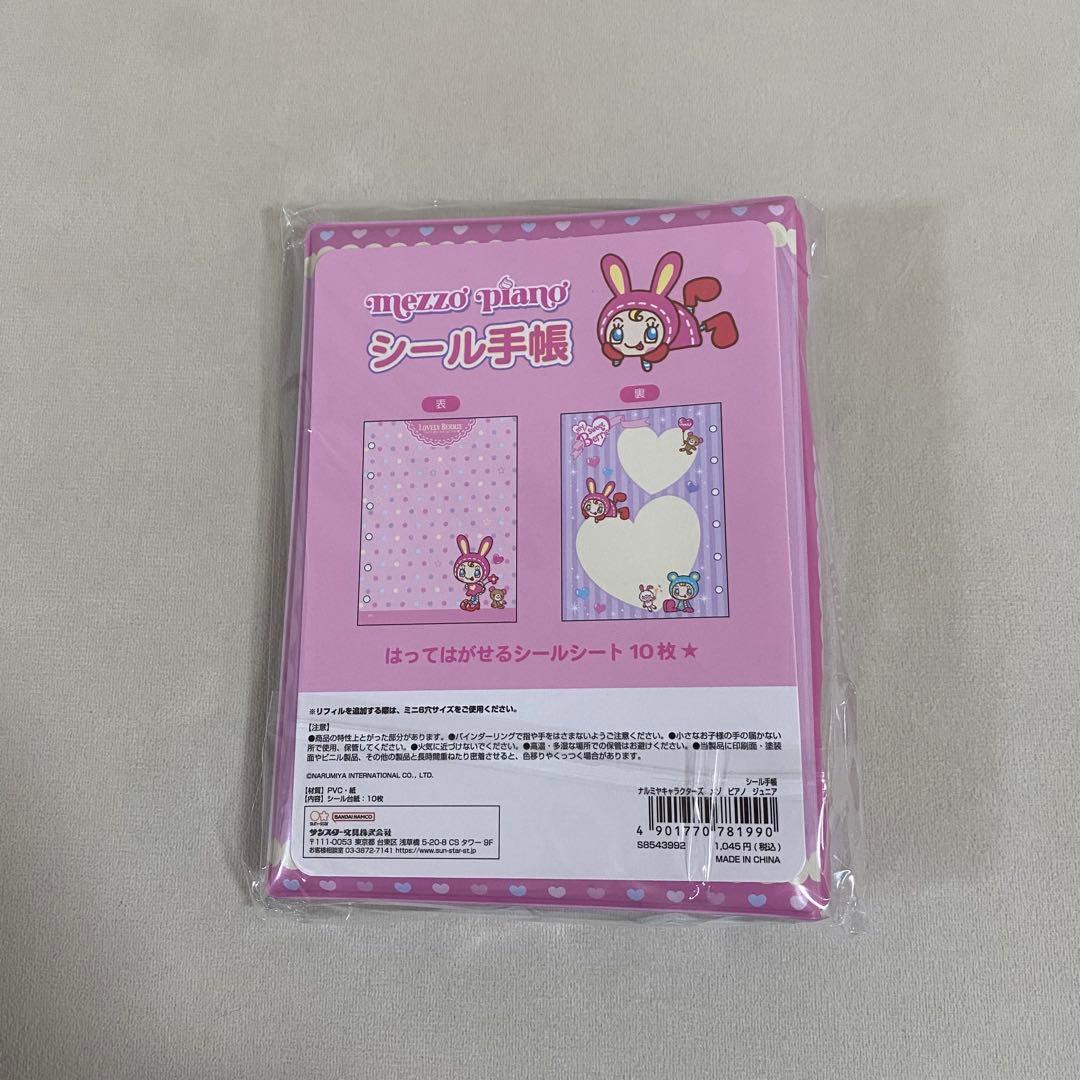 mezzo piano
シール手帳
表
裏
LOVELY BERRIE
はってはがせるシールシート10枚★
※リフィルを追加する際は、ミニ6穴サイズをご使用ください。
【注意】
●商品の特性上とがった部分があります。●バインダーリングで指や手をはさまないようご注意ください。●小さなお子様の手の届かない
所で使用、保管してください。●火気に近づけないでください。●高温・多湿な場所での保管はお避けください。●当製品に印刷面・塗装
面やビニル製品、その他の製品と長時間重ねたり密着させると、色移りやくっつく場合があります。
©NARUMIYA INTERNATIONAL CO., LTD.
【材質】PVC・紙
【内容】シール台紙：10枚
SUN-STAR
BANDAI NAMCO
サンスター文具株式会社
〒111-0053 東京都 台東区 浅草橋 5-20-8 CS タワー 9F
お客様相談室 03-3872-7141 https://www.sun-star-st.jp
シール手帳
ナルミヤキャラクターズ メゾ ピアノ ジュニア
4 901770 781990
S8543992
1,045円(税込)
MADE IN CHINA